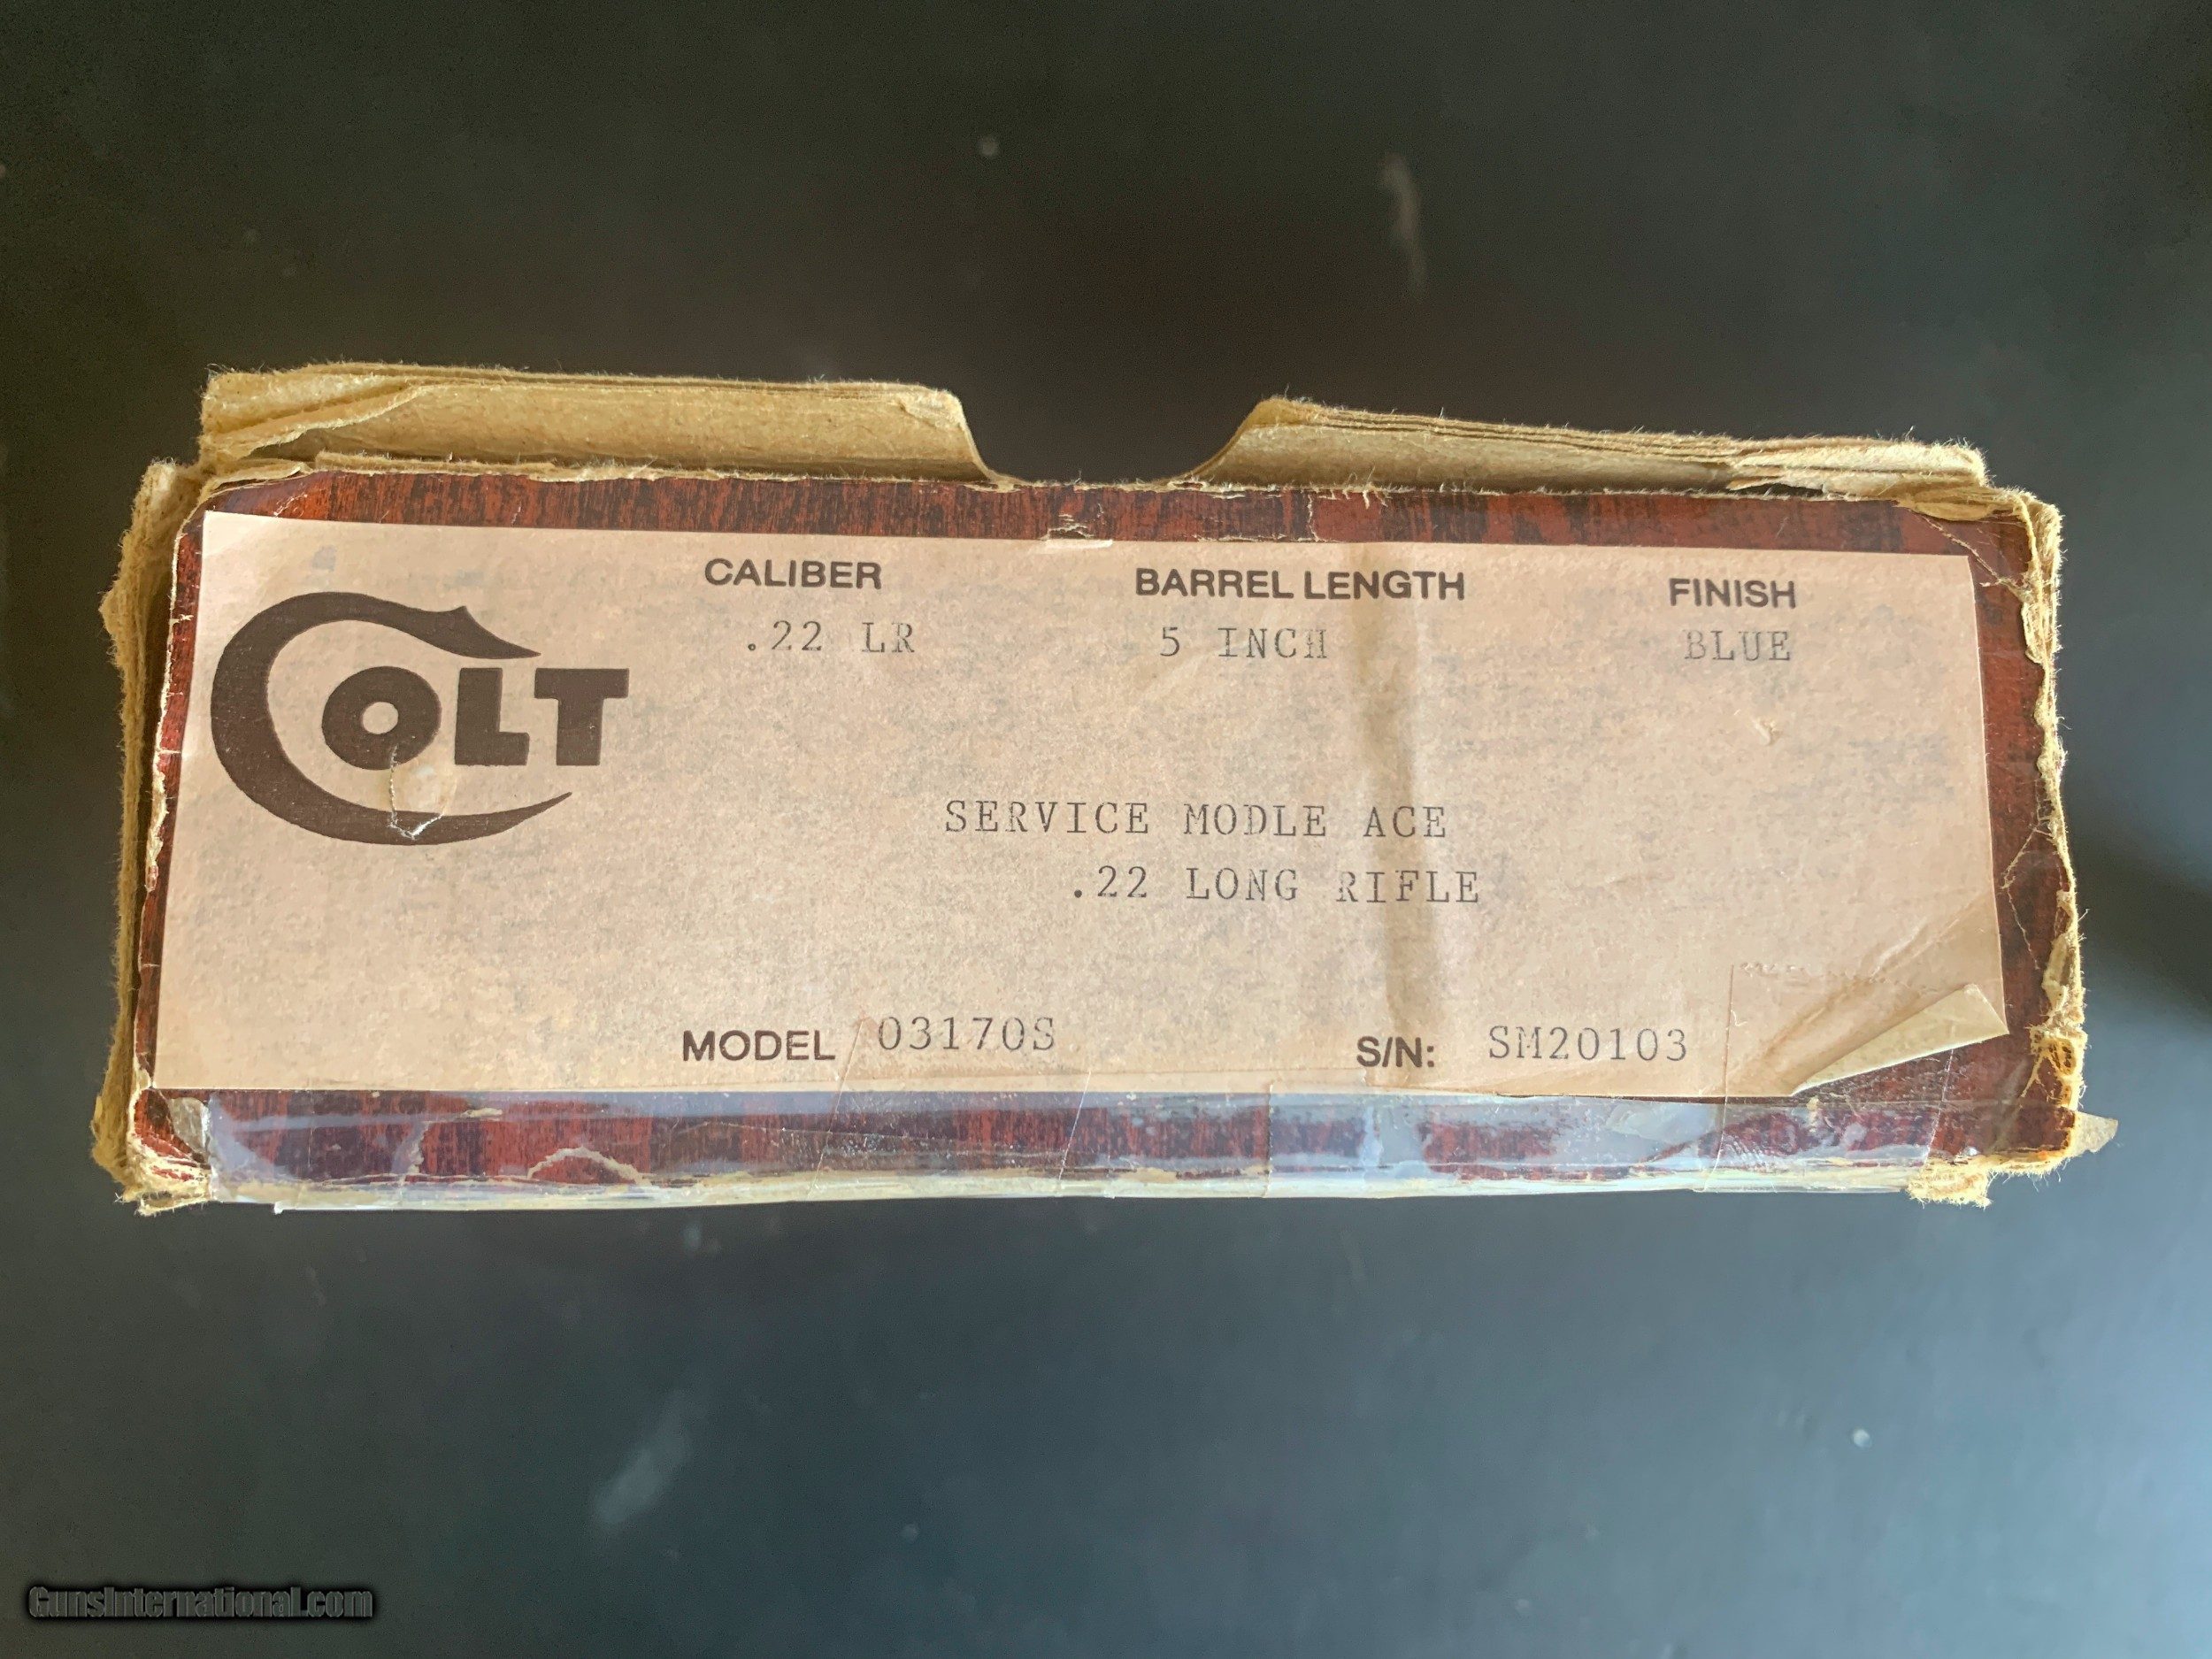 COLT
CALIBER BARREL LENGTH FINISH
.22 LR 5 INCH BLUE
SERVICE MODLE ACE
.22 LONG RIFLE
MODEL 03170S S/N: SM20103
GunsInternational.com